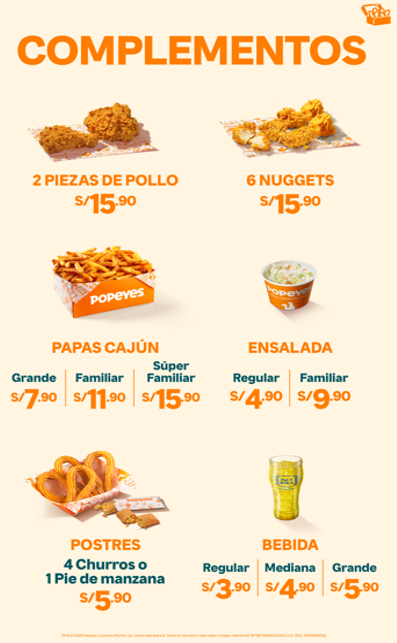 COMPLEMENTOS
2 PIEZAS DE POLLO
S/15.90
6 NUGGETS
S/15.90
POPEYES
POPEYES
PAPAS CAJÚN
Grande
S/7.90
Familiar
S/11.90
Súper
Familiar
S/15.90
ENSALADA
Regular
S/4.90
Familiar
S/9.90
POSTRES
4 Churros o
1 Pie de manzana
S/5.90
BEBIDA
Regular
S/3.90
Mediana
S/4.90
Grande
S/5.90